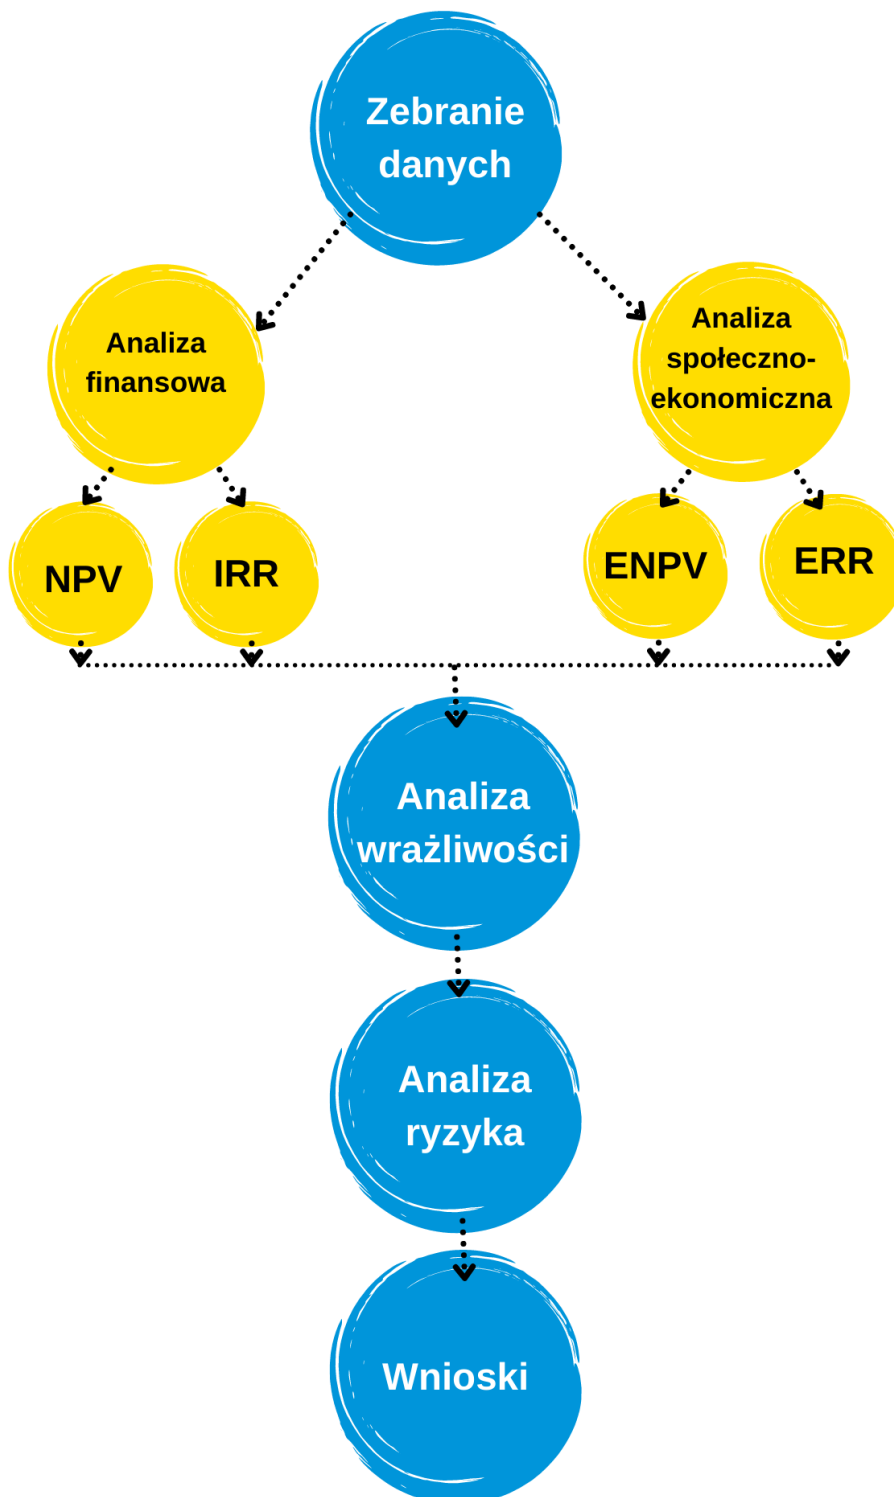 Zebranie
danych
Analiza
finansowa
Analiza
społeczno-
ekonomiczna
NPV
IRR
ENPV
ERR
Analiza
wrażliwości
Analiza
ryzyka
Wnioski